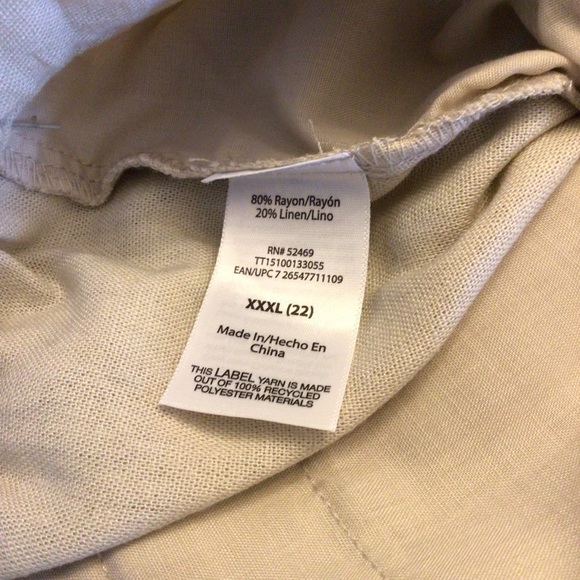 80% Rayon/Rayón
20% Linen/Lino
RN# 52469
TT15100133055
EAN/UPC 7 26547711109
XXXL (22)
Made In/Hecho En
China
THIS LABEL YARN IS MADE
OUT OF 100% RECYCLED
POLYESTER MATERIALS